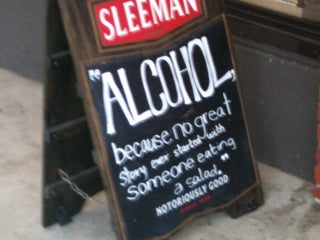 SLEEMAN
"ALCOHOL,
because no great
story ever started with
someone eating
a salad."
NOTORIOUSLY GOOD